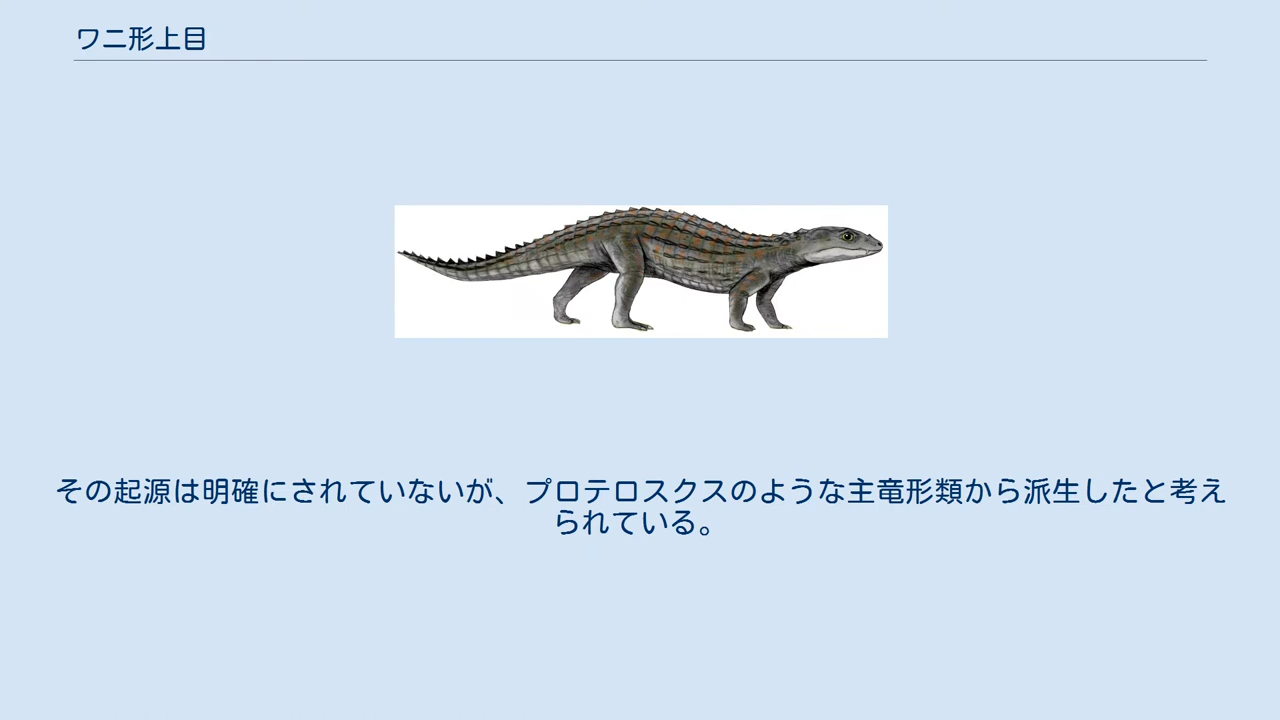 ワニ形上目
その起源は明確にされていないが、プロテロスクスのような主竜形類から派生したと考え
られている。